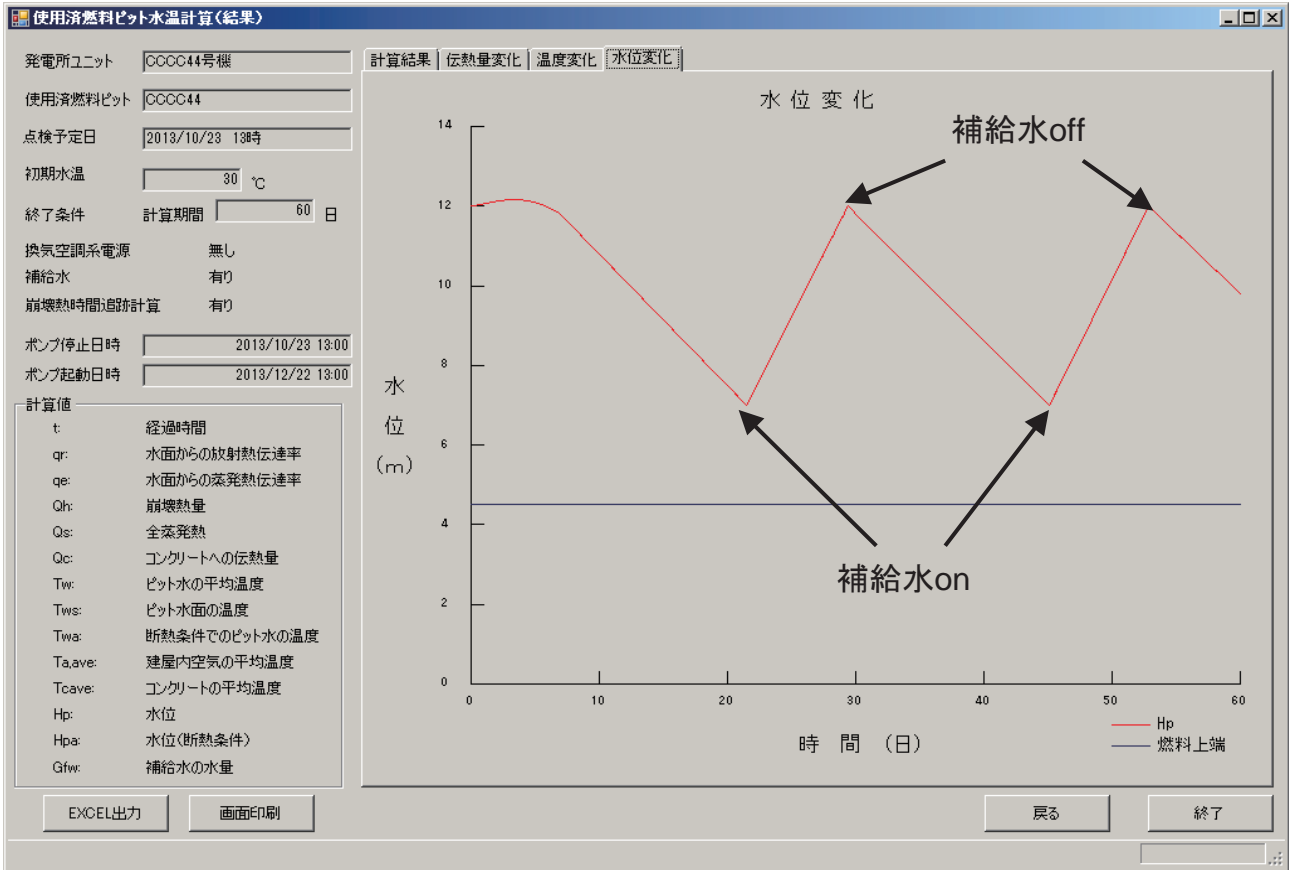 使用済燃料ピット水温計算(結果)
発電所ユニット CCCC44号機
使用済燃料ピット CCCC44
点検予定日 2013/10/23 13時
初期水温 30 ℃
終了条件 計算期間 60 日
換気空調系電源 無し
補給水 有り
崩壊熱時間追跡計算 有り
ポンプ停止日時 2013/10/23 13:00
ポンプ起動日時 2013/12/22 13:00
計算値
t: 経過時間
qr: 水面からの放射熱伝達率
qe: 水面からの蒸発熱伝達率
Qh: 崩壊熱量
Qs: 全蒸発熱
Qc: コンクリートへの伝熱量
Tw: ピット水の平均温度
Tws: ピット水面の温度
Twa: 断熱条件でのピット水の温度
Ta,ave: 建屋内空気の平均温度
Tcave: コンクリートの平均温度
Hp: 水位
Hpa: 水位(断熱条件)
Gfw: 補給水の水量
EXCEL出力 画面印刷
計算結果 伝熱量変化 温度変化 水位変化
水位変化
補給水off
14
12
10
8
6
4
2
0
水位(m)
補給水on
0 10 20 30 40 50 60
時間(日)
Hp
燃料上端
戻る 終了